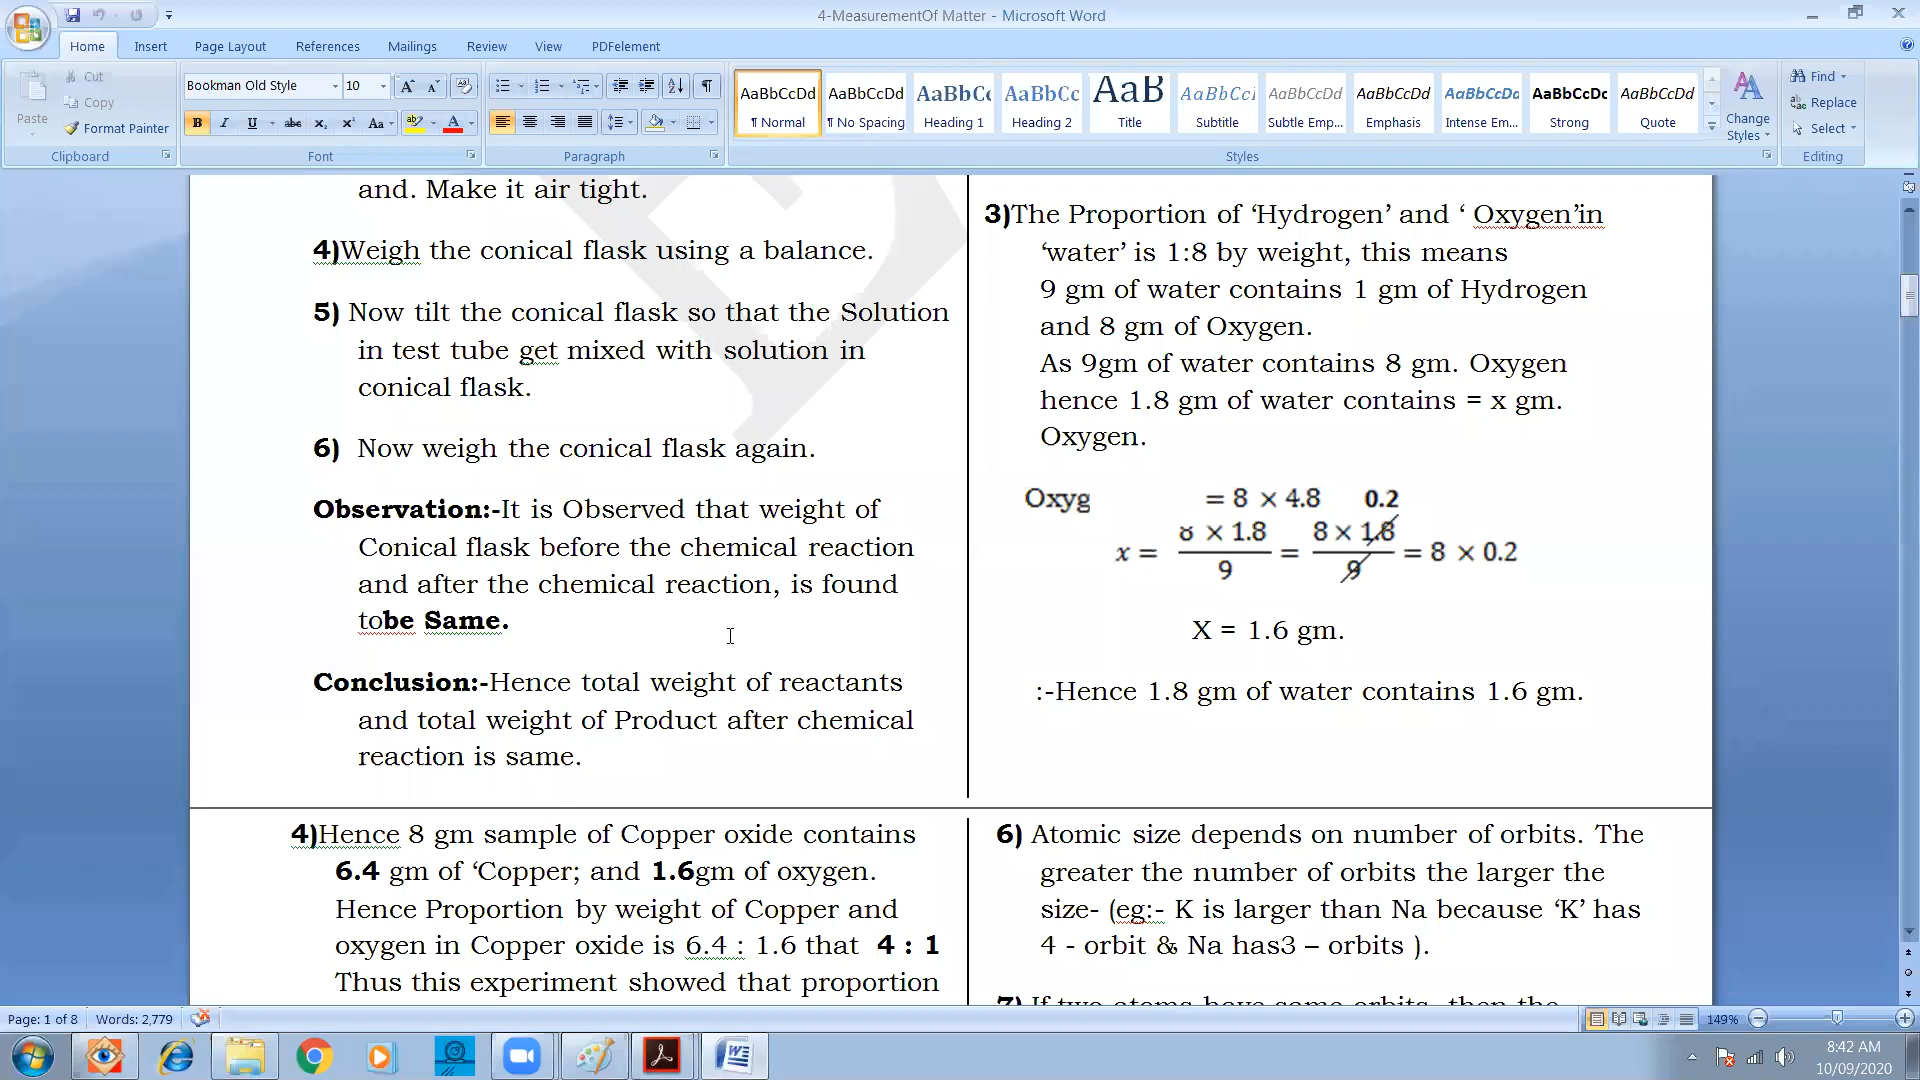 4-MeasurementOf Matter - Microsoft Word
Home Insert Page Layout References Mailings Review View PDFelement
Paste
Cut
Copy
Format Painter
Clipboard
Bookman Old Style 10
Font
Paragraph
AaBbCcDd AaBbCcDd AaBbCc AaBbCc AaB AaBbCcI AaBbCcDd AaBbCcDd AaBbCcDd AaBbCcDc AaBbCcDd
¶ Normal ¶ No Spacing Heading 1 Heading 2 Title Subtitle Subtle Emp... Emphasis Intense Em... Strong Quote
Change
Styles
Styles
Find
Replace
Select
Editing
and. Make it air tight.
4)Weigh the conical flask using a balance.
5) Now tilt the conical flask so that the Solution
in test tube get mixed with solution in
conical flask.
6) Now weigh the conical flask again.
Observation:-It is Observed that weight of
Conical flask before the chemical reaction
and after the chemical reaction, is found
tobe Same.
Conclusion:-Hence total weight of reactants
and total weight of Product after chemical
reaction is same.
3)The Proportion of ‘Hydrogen’ and ‘ Oxygen’in
‘water’ is 1:8 by weight, this means
9 gm of water contains 1 gm of Hydrogen
and 8 gm of Oxygen.
As 9gm of water contains 8 gm. Oxygen
hence 1.8 gm of water contains = x gm.
Oxygen.
Oxyg = 8 × 4.8 0.2
x = 8 × 1.8 / 9 = 8 × 1.8 / 9 = 8 × 0.2
X = 1.6 gm.
:-Hence 1.8 gm of water contains 1.6 gm.
4)Hence 8 gm sample of Copper oxide contains
6.4 gm of ‘Copper; and 1.6gm of oxygen.
Hence Proportion by weight of Copper and
oxygen in Copper oxide is 6.4 : 1.6 that 4 : 1
Thus this experiment showed that proportion
6) Atomic size depends on number of orbits. The
greater the number of orbits the larger the
size- (eg:- K is larger than Na because ‘K’ has
4 - orbit & Na has3 – orbits ).
7) If two atoms have same orbits, then the
Page: 1 of 8 Words: 2,779
149%
8:42 AM
10/09/2020